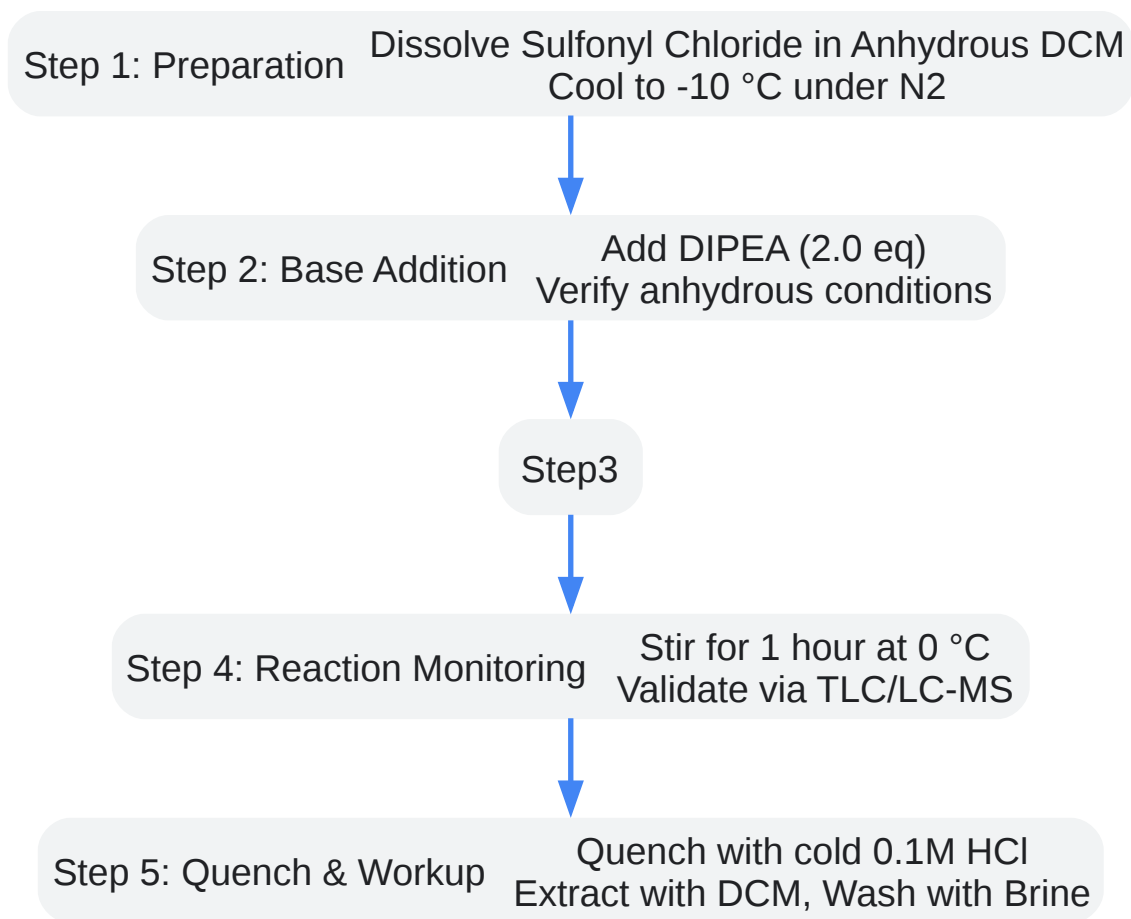 Step 1: Preparation
Dissolve Sulfonyl Chloride in Anhydrous DCM
Cool to -10 °C under N2
Step 2: Base Addition
Add DIPEA (2.0 eq)
Verify anhydrous conditions
Step3
Step 4: Reaction Monitoring
Stir for 1 hour at 0 °C
Validate via TLC/LC-MS
Step 5: Quench & Workup
Quench with cold 0.1M HCl
Extract with DCM, Wash with Brine